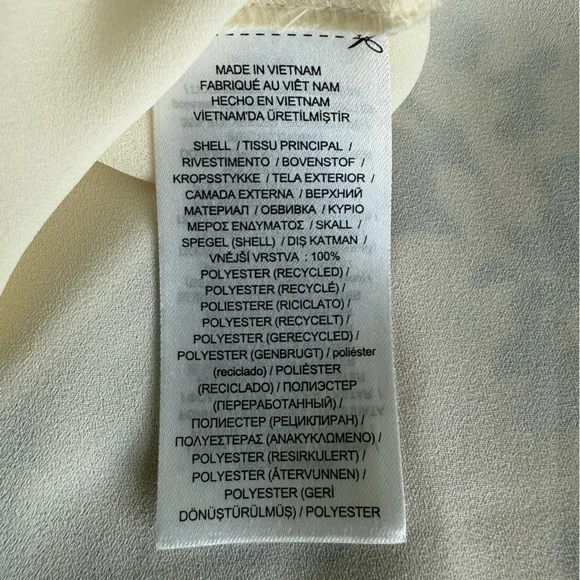 MADE IN VIETNAM
FABRIQUÉ AU VIÊT NAM
HECHO EN VIETNAM
VIETNAM'DA ÜRETİLMİŞTİR
SHELL / TISSU PRINCIPAL /
RIVESTIMENTO / BOVENSTOF /
KROPSSTYKKE / TELA EXTERIOR /
CAMADA EXTERNA / ВЕРХНИЙ
МАТЕРИАЛ / ОБВИВКА / ΚΥΡΙΟ
ΜΕΡΟΣ ΕΝΔΥΜΑΤΟΣ / SKALL /
SPEGEL (SHELL) / DIŞ KATMAN /
VNĚJŠÍ VRSTVA : 100%
POLYESTER (RECYCLED) /
POLYESTER (RECYCLÉ) /
POLIESTERE (RICICLATO) /
POLYESTER (RECYCELT) /
POLYESTER (GERECYCLED) /
POLYESTER (GENBRUGT) / poliéster
(reciclado) / POLIÉSTER
(RECICLADO) / ПОЛИЭСТЕР
(ПЕРЕРАБОТАННЫЙ) /
ПОЛИЕСТЕР (РЕЦИКЛИРАН) /
ΠΟΛΥΕΣΤΕΡΑΣ (ΑΝΑΚΥΚΛΩΜΕΝΟ) /
POLYESTER (RESIRKULERT) /
POLYESTER (ÅTERVUNNEN) /
POLYESTER (GERİ
DÖNÜŞTÜRÜLMÜŞ) / POLYESTER